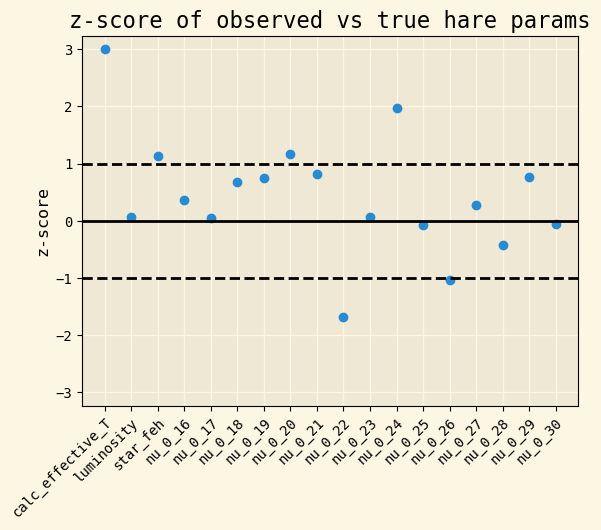 z-score of observed vs true hare params
z-score
3
2
1
0
−1
−2
−3
calc_effective_T
luminosity
star_feh
nu_0_16
nu_0_17
nu_0_18
nu_0_19
nu_0_20
nu_0_21
nu_0_22
nu_0_23
nu_0_24
nu_0_25
nu_0_26
nu_0_27
nu_0_28
nu_0_29
nu_0_30